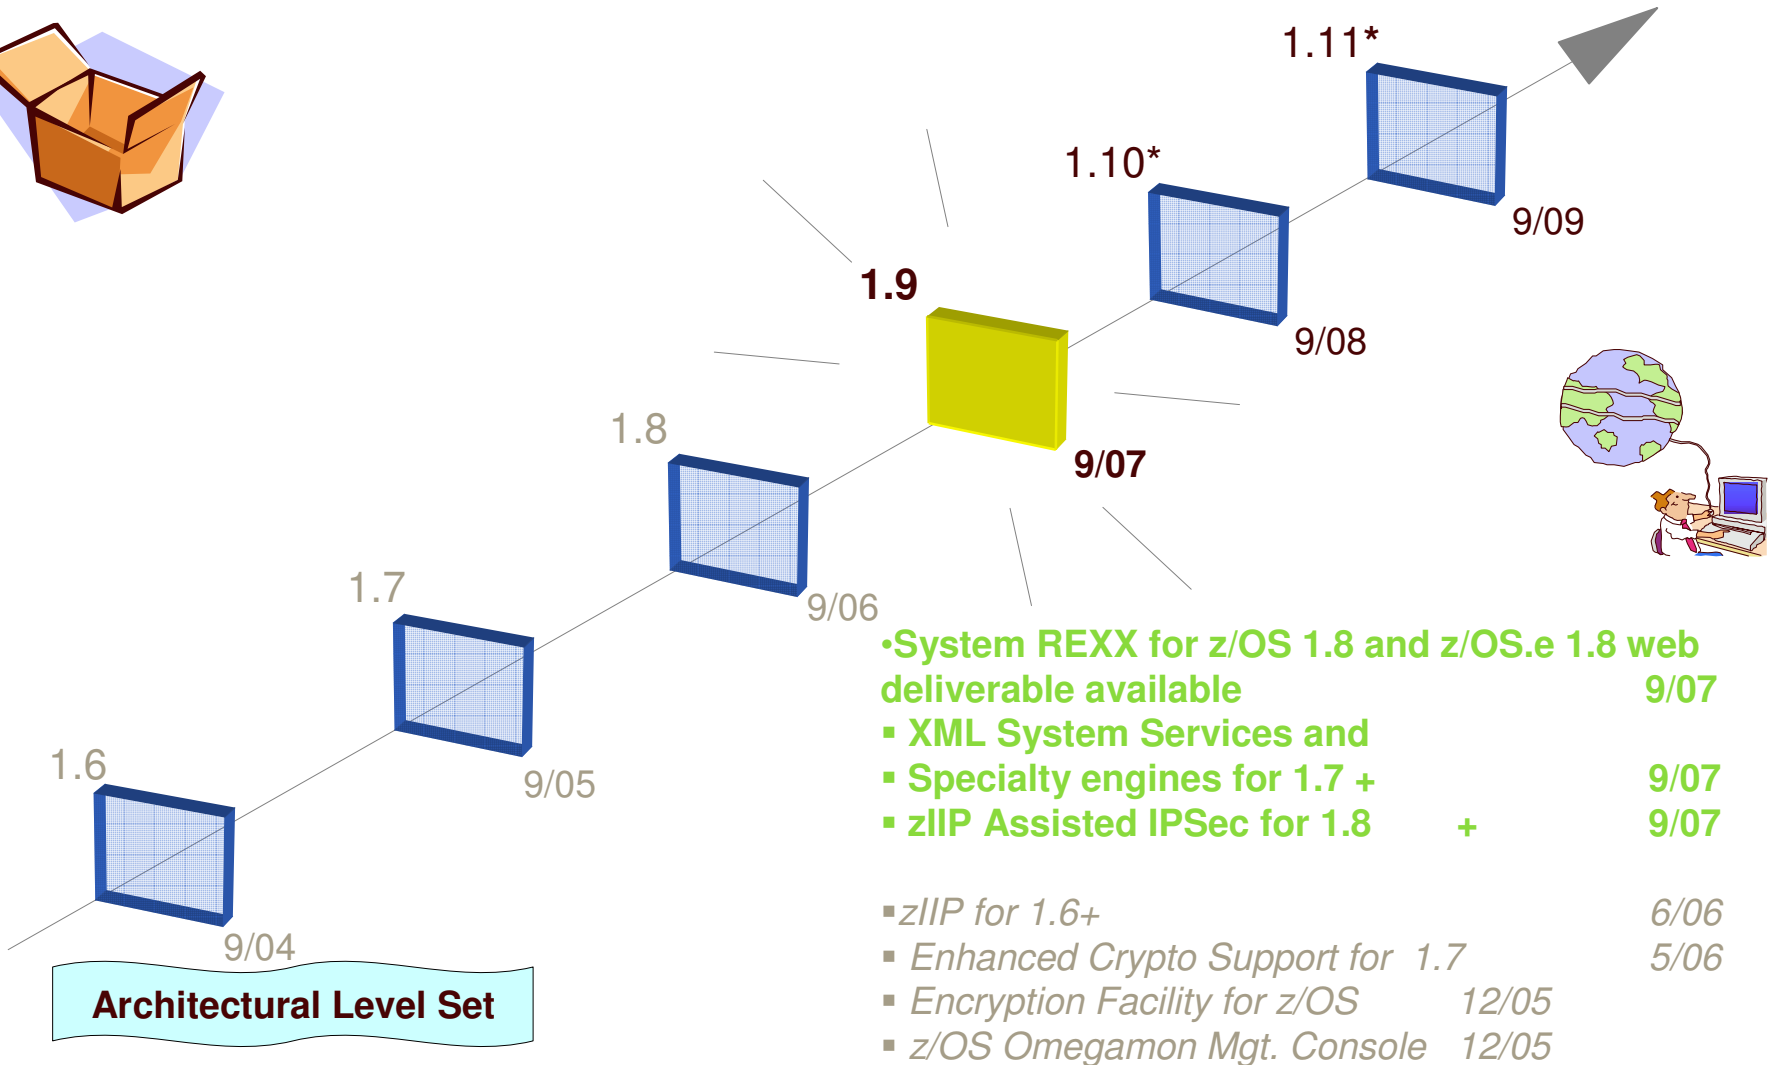 1.11*
1.10*
9/09
1.9
9/08
1.8
9/07
1.7
9/06
•System REXX for z/OS 1.8 and z/OS.e 1.8 web
deliverable available 9/07
▪ XML System Services and
1.6
9/05
▪ Specialty engines for 1.7 + 9/07
▪ zIIP Assisted IPSec for 1.8 + 9/07
▪zIIP for 1.6+ 6/06
9/04
▪ Enhanced Crypto Support for 1.7 5/06
Architectural Level Set
▪ Encryption Facility for z/OS 12/05
▪ z/OS Omegamon Mgt. Console 12/05